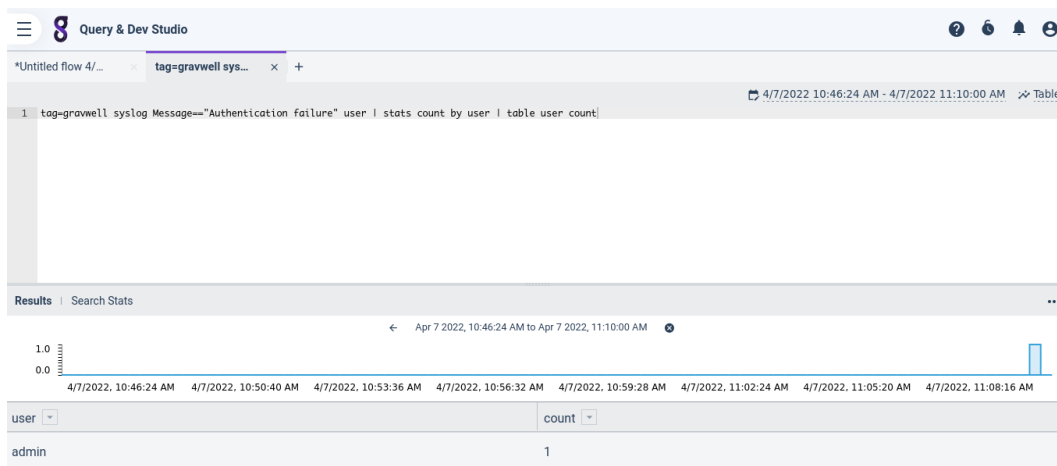 Query & Dev Studio
*Untitled flow 4/... × tag=gravwell sys... × +
4/7/2022 10:46:24 AM - 4/7/2022 11:10:00 AM Table
1 tag=gravwell syslog Message=="Authentication failure" user | stats count by user | table user count
Results | Search Stats
Apr 7 2022, 10:46:24 AM to Apr 7 2022, 11:10:00 AM
1.0
0.0
4/7/2022, 10:46:24 AM 4/7/2022, 10:50:40 AM 4/7/2022, 10:53:36 AM 4/7/2022, 10:56:32 AM 4/7/2022, 10:59:28 AM 4/7/2022, 11:02:24 AM 4/7/2022, 11:05:20 AM 4/7/2022, 11:08:16 AM
user count
admin 1